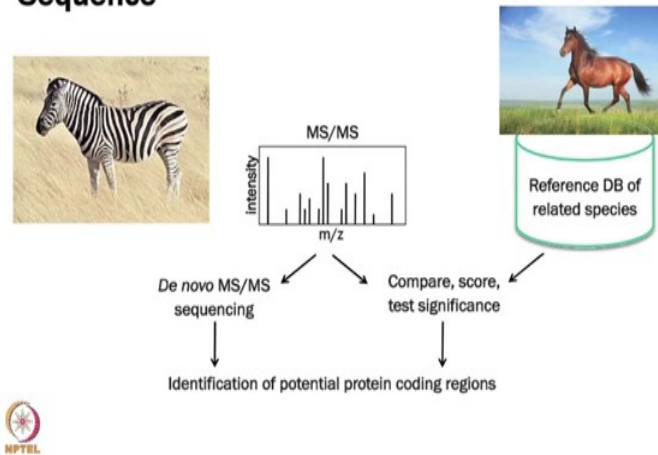 Sequence
MS/MS
intensity
m/z
Reference DB of
related species
De novo MS/MS
sequencing
Compare, score,
test significance
Identification of potential protein coding regions
NPTEL